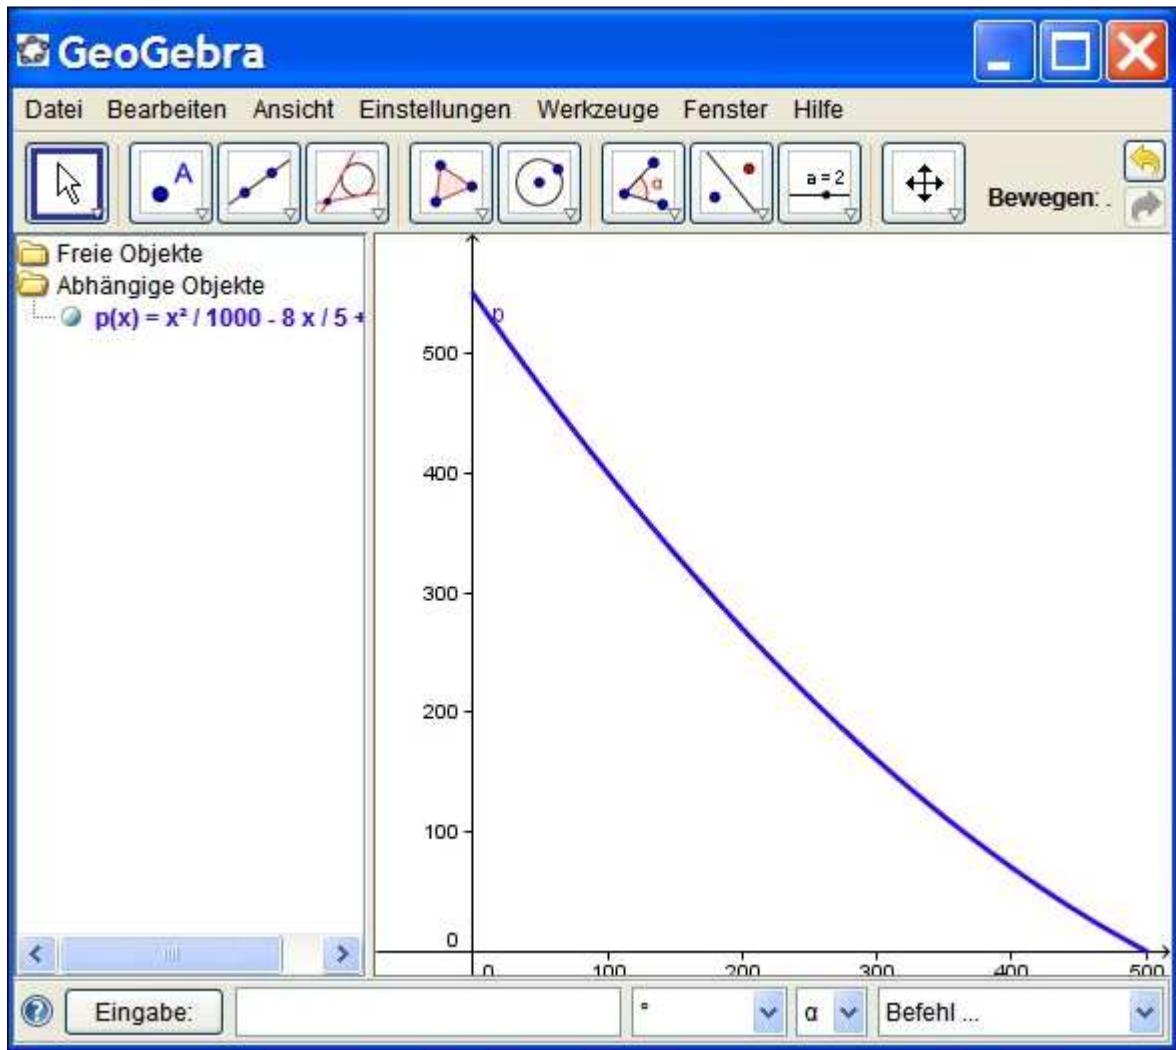 GeoGebra
Datei Bearbeiten Ansicht Einstellungen Werkzeuge Fenster Hilfe
A α a = 2 Bewegen: .
Freie Objekte
Abhängige Objekte
p(x) = x² / 1000 - 8 x / 5 +
p
500
400
300
200
100
0
0 100 200 300 400 500
Eingabe: ° α Befehl ...